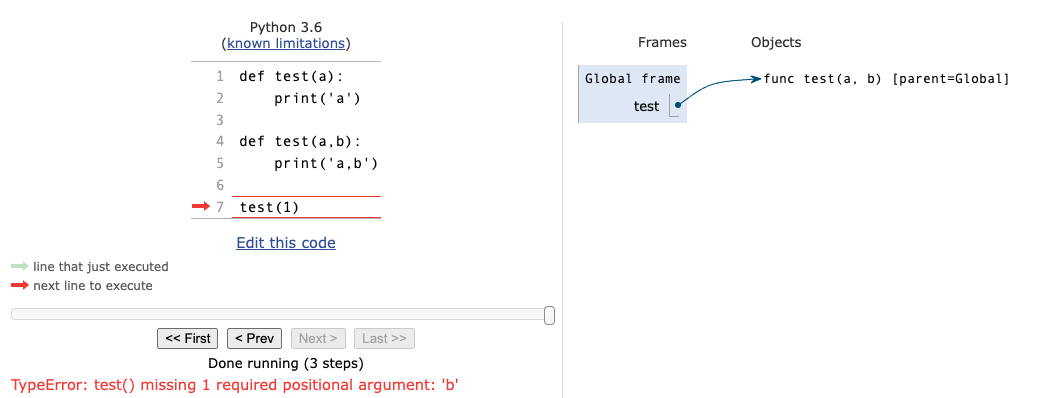 Python 3.6
(known limitations)
1 def test(a):
2     print('a')
3
4 def test(a,b):
5     print('a,b')
6
7 test(1)
Edit this code
line that just executed
next line to execute
<< First  < Prev  Next >  Last >>
Done running (3 steps)
TypeError: test() missing 1 required positional argument: 'b'
Frames  Objects
Global frame  func test(a, b) [parent=Global]
test